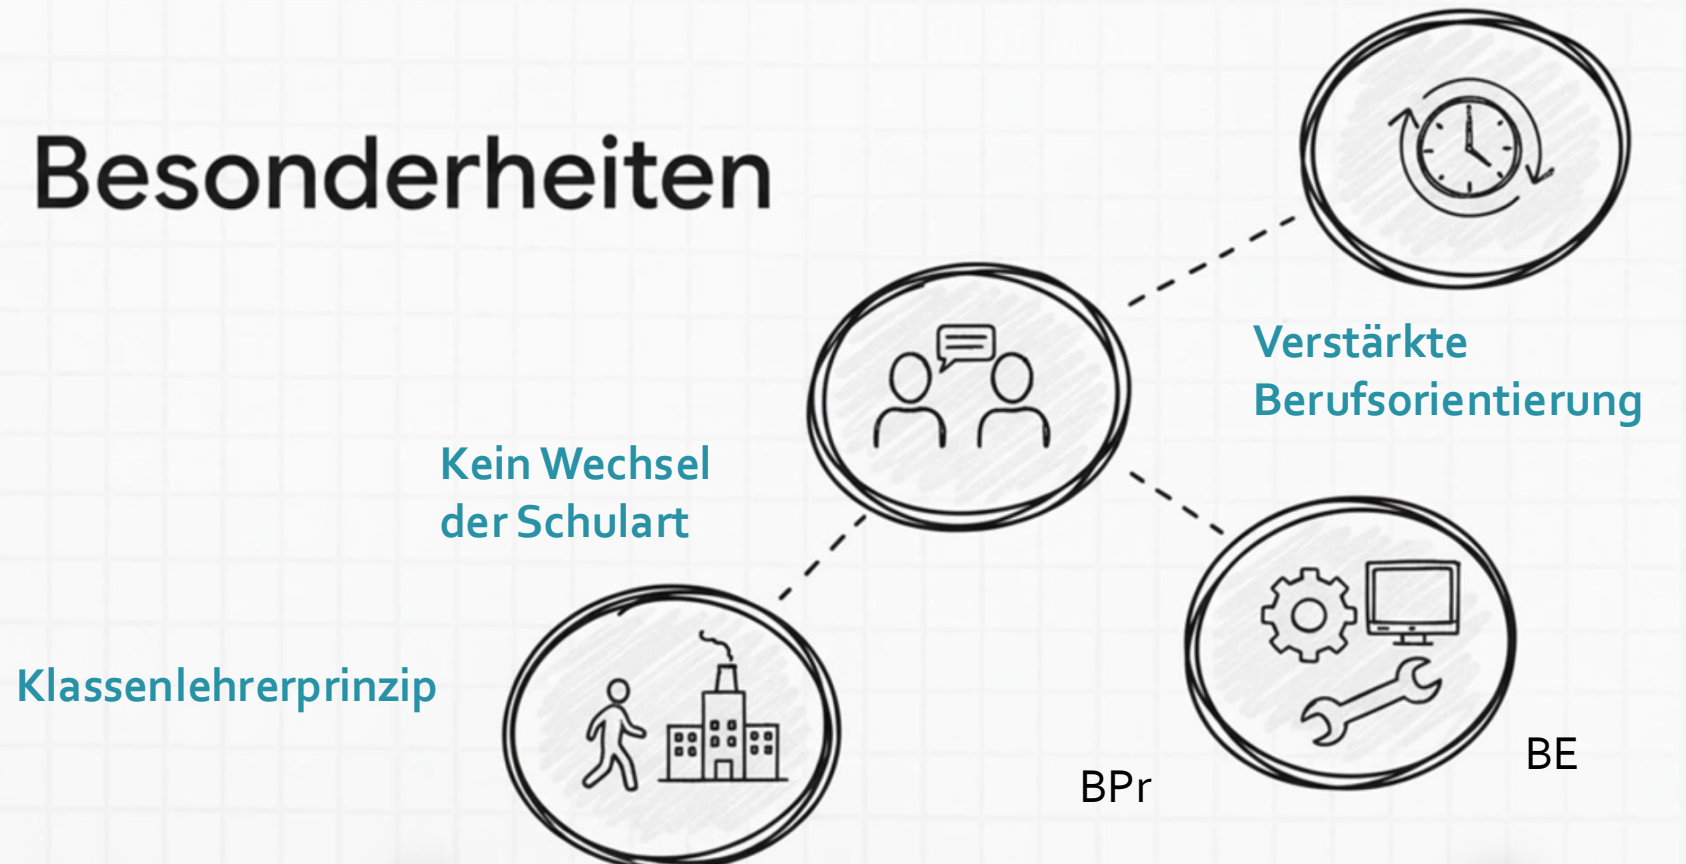 Besonderheiten
Verstärkte
Berufsorientierung
Kein Wechsel
der Schulart
Klassenlehrerprinzip
BE
BPr